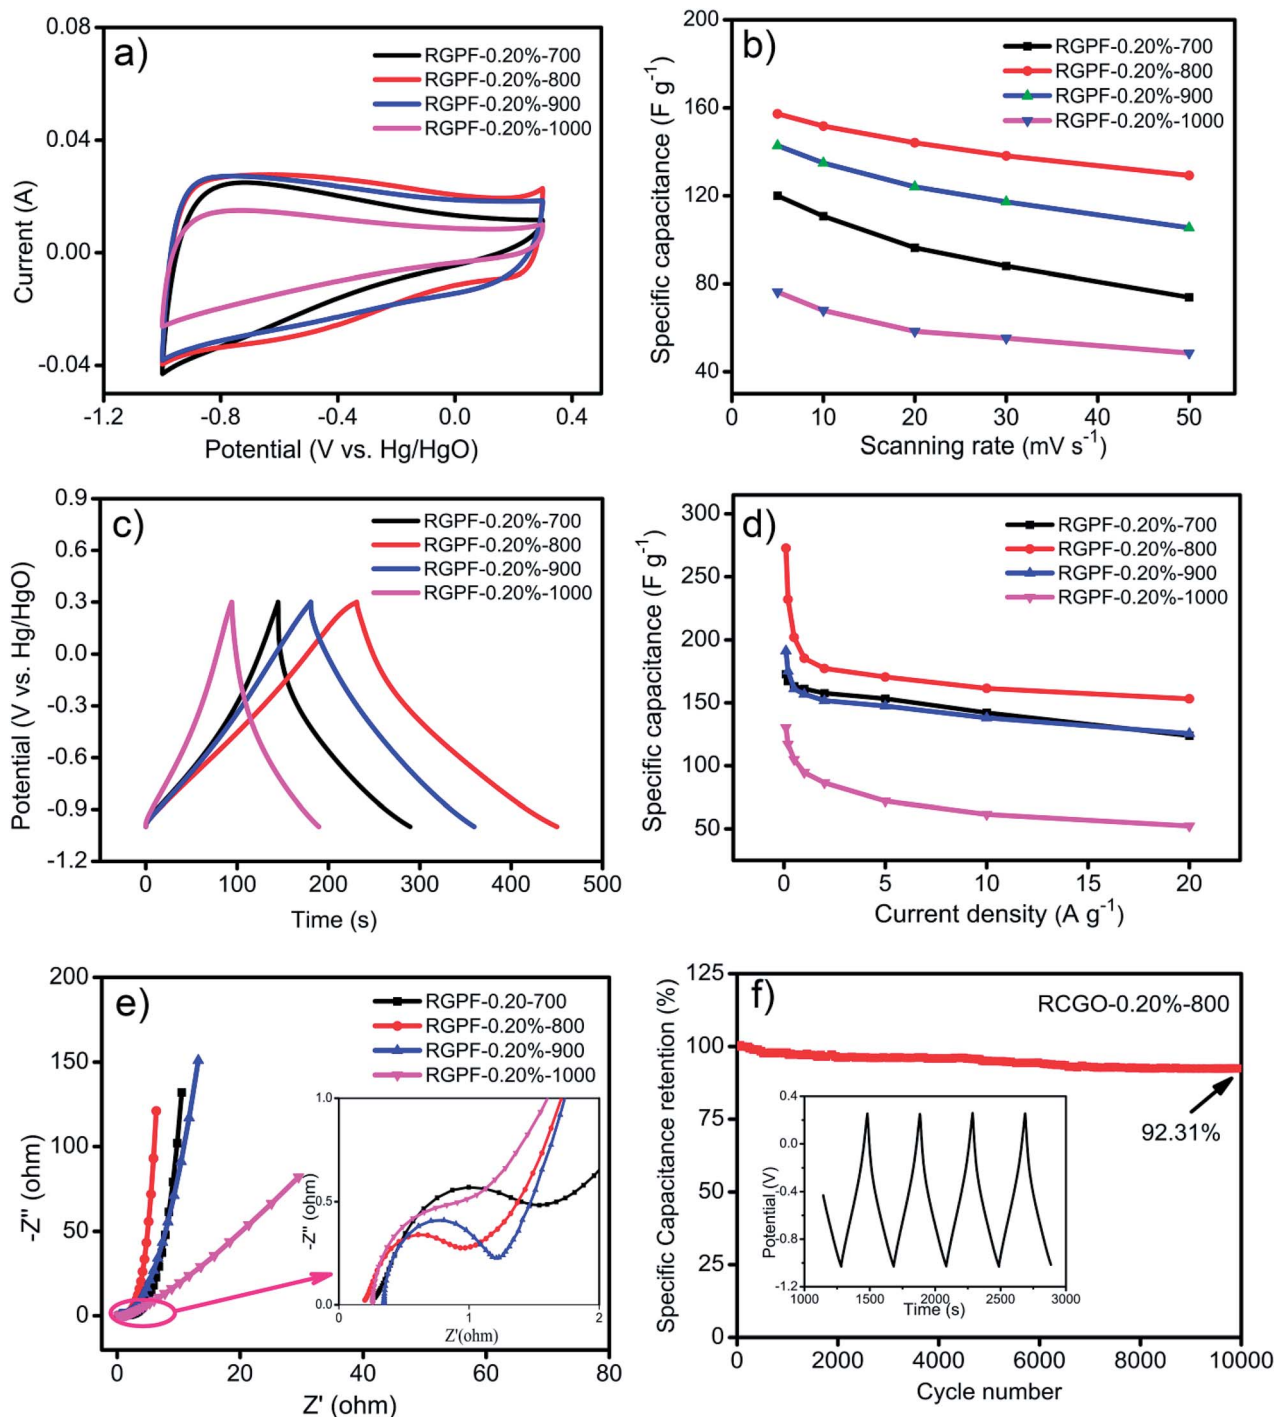 a)
RGPF-0.20%-700
RGPF-0.20%-800
RGPF-0.20%-900
RGPF-0.20%-1000
0.08
0.04
0.00
-0.04
Current (A)
-1.2 -0.8 -0.4 0.0 0.4
Potential (V vs. Hg/HgO)
b)
RGPF-0.20%-700
RGPF-0.20%-800
RGPF-0.20%-900
RGPF-0.20%-1000
200
160
120
80
40
Specific capacitance (F g⁻¹)
0 10 20 30 40 50
Scanning rate (mV s⁻¹)
c)
RGPF-0.20%-700
RGPF-0.20%-800
RGPF-0.20%-900
RGPF-0.20%-1000
0.9
0.6
0.3
0.0
-0.3
-0.6
-0.9
-1.2
Potential (V vs. Hg/HgO)
0 100 200 300 400 500
Time (s)
d)
RGPF-0.20%-700
RGPF-0.20%-800
RGPF-0.20%-900
RGPF-0.20%-1000
300
250
200
150
100
50
Specific capacitance (F g⁻¹)
0 5 10 15 20
Current density (A g⁻¹)
e)
RGPF-0.20-700
RGPF-0.20%-800
RGPF-0.20%-900
RGPF-0.20%-1000
200
150
100
50
0
-Z" (ohm)
1.0
0.5
0.0
-Z" (ohm)
0 1 2
Z'(ohm)
0 20 40 60 80
Z' (ohm)
f)
RCGO-0.20%-800
125
100
75
50
25
0
Specific Capacitance retention (%)
92.31%
0.4
0.0
-0.4
-0.8
-1.2
Potential (V)
1000 1500 2000 2500 3000
Time (s)
0 2000 4000 6000 8000 10000
Cycle number